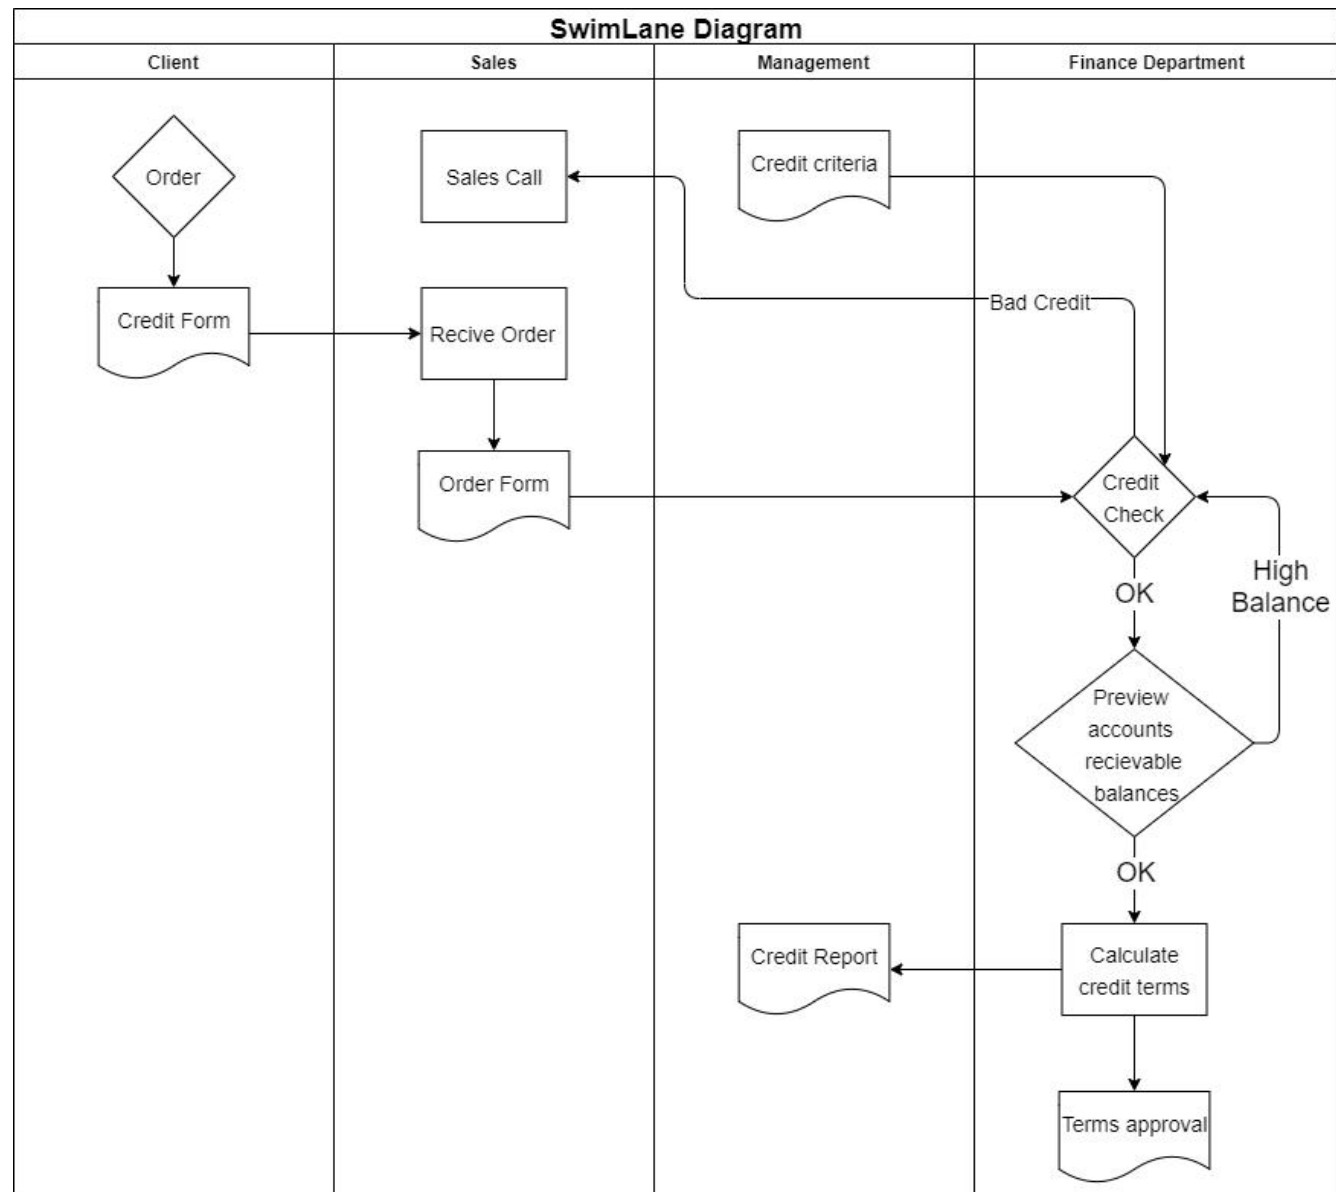 SwimLane Diagram
Client
Sales
Management
Finance Department
Order
Sales Call
Credit criteria
Bad Credit
Credit Form
Recive Order
Order Form
Credit
Check
OK
High
Balance
Preview
accounts
recievable
balances
OK
Credit Report
Calculate
credit terms
Terms approval